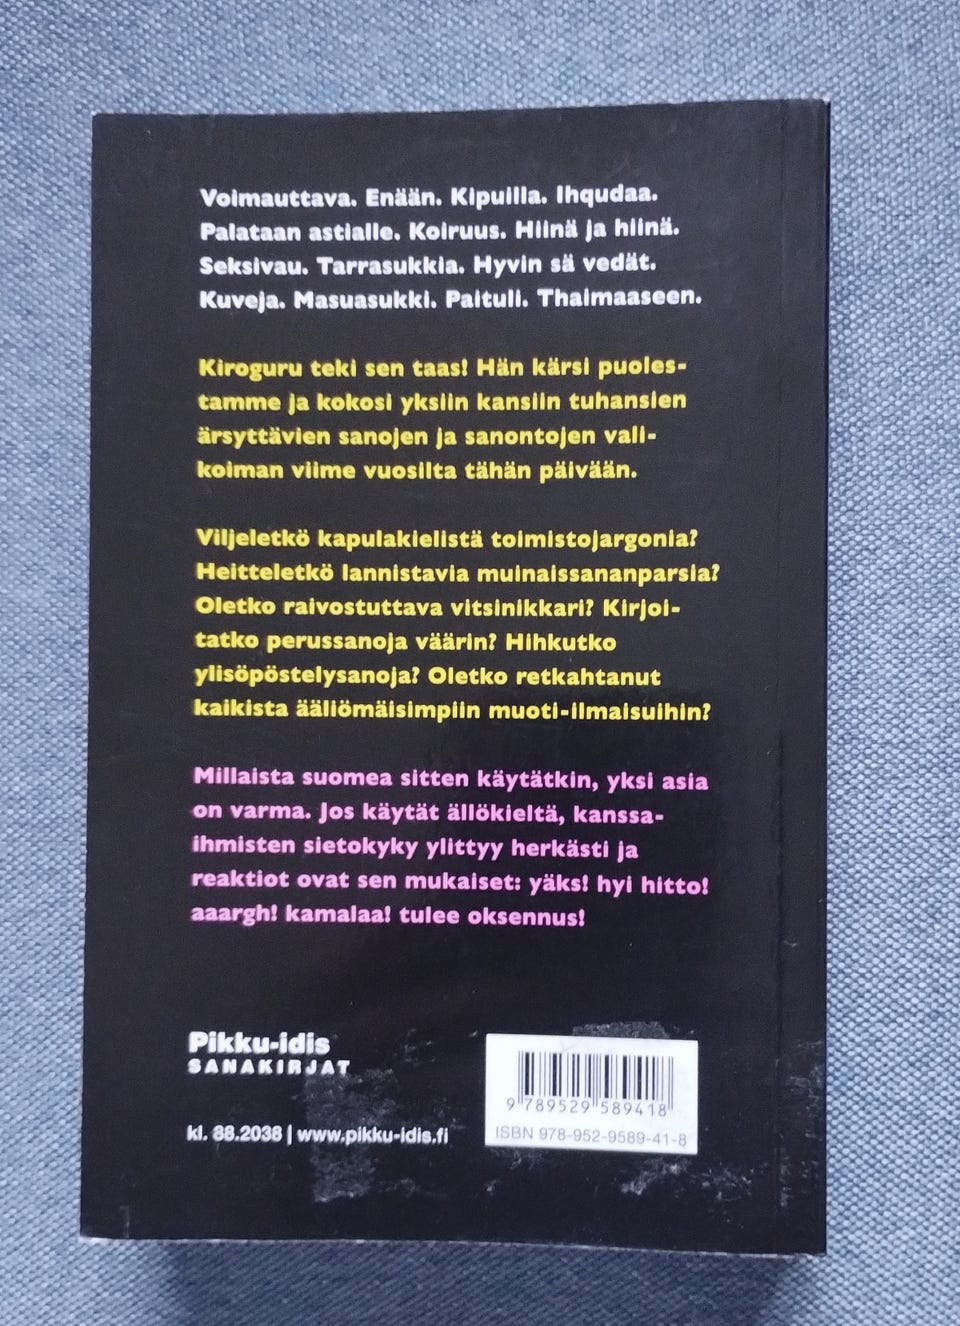 Voimauttava. Enään. Kipuilla. Ihqudaa.
Palataan astialle. Koiruus. Hiinä ja hiinä.
Seksivau. Tarrasukkia. Hyvin sä vedät.
Kuveja. Masuasukki. Paituli. Thaimaaseen.
Kiroguru teki sen taas! Hän kärsi puoles-
tamme ja kokosi yksiin kansiin tuhansien
ärsyttävien sanojen ja sanontojen vali-
koiman viime vuosilta tähän päivään.
Viljeletkö kapulakielistä toimistojargonia?
Heitteletkö lannistavia muinaissananparsia?
Oletko raivostuttava vitsinikkari? Kirjoi-
tatko perussanoja väärin? Hihkutko
ylisöpöstelysanoja? Oletko retkahtanut
kaikista ääliömäisimpiin muoti-ilmaisuihin?
Millaista suomea sitten käytätkin, yksi asia
on varma. Jos käytät ällökieltä, kanssa-
ihmisten sietokyky ylittyy herkästi ja
reaktiot ovat sen mukaiset: yäks! hyi hitto!
aaargh! kamalaa! tulee oksennus!
Pikku-idis
SANAKIRJAT
kl. 88.2038 | www.pikku-idis.fi
9 789529 589418
ISBN 978-952-9589-41-8